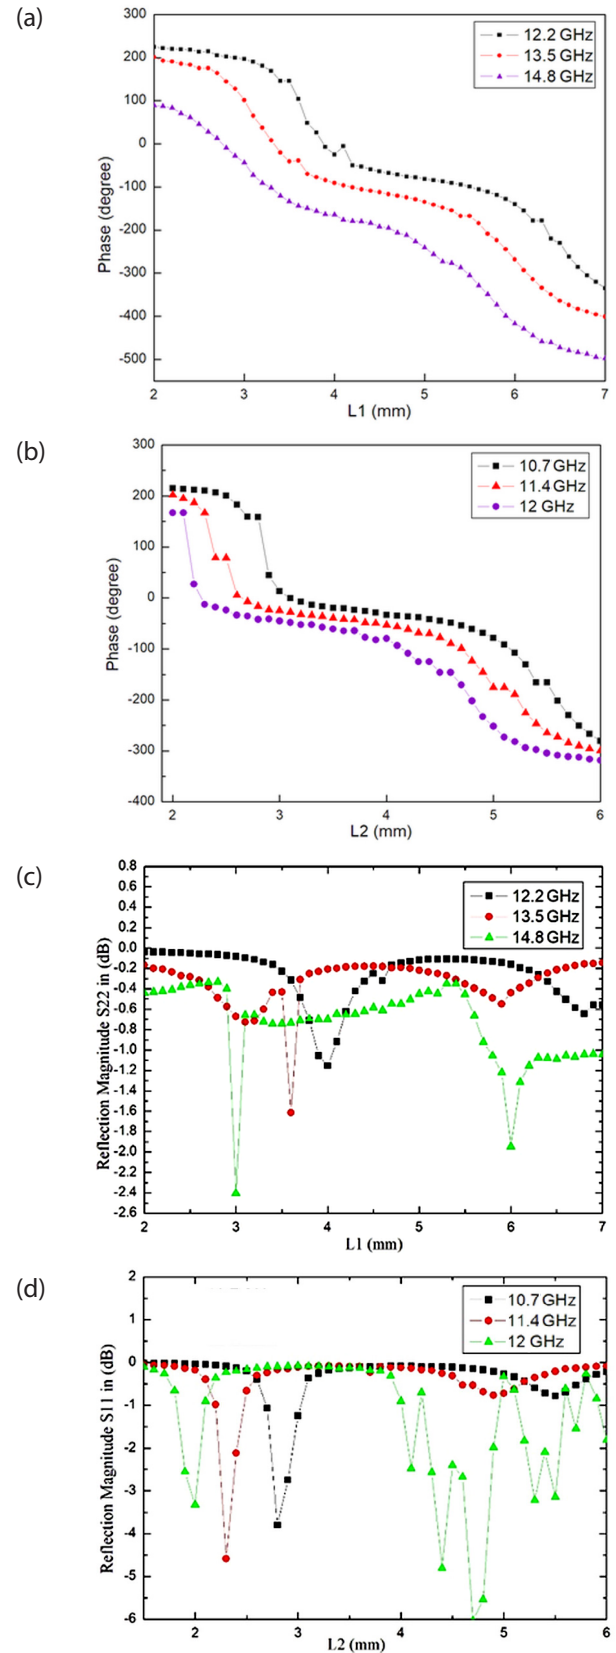 (a)
300
200
100
0
-100
-200
-300
-400
-500
Phase (degree)
12.2 GHz
13.5 GHz
14.8 GHz
2 3 4 5 6 7
L1 (mm)
(b)
300
200
100
0
-100
-200
-300
-400
Phase (degree)
10.7 GHz
11.4 GHz
12 GHz
2 3 4 5 6
L2 (mm)
(c)
0.8
0.6
0.4
0.2
0.0
-0.2
-0.4
-0.6
-0.8
-1.0
-1.2
-1.4
-1.6
-1.8
-2.0
-2.2
-2.4
-2.6
Reflection Magnitude S22 in (dB)
12.2 GHz
13.5 GHz
14.8 GHz
2 3 4 5 6 7
L1 (mm)
(d)
2
1
0
-1
-2
-3
-4
-5
-6
Reflection Magnitude S11 in (dB)
10.7 GHz
11.4 GHz
12 GHz
2 3 4 5 6
L2 (mm)